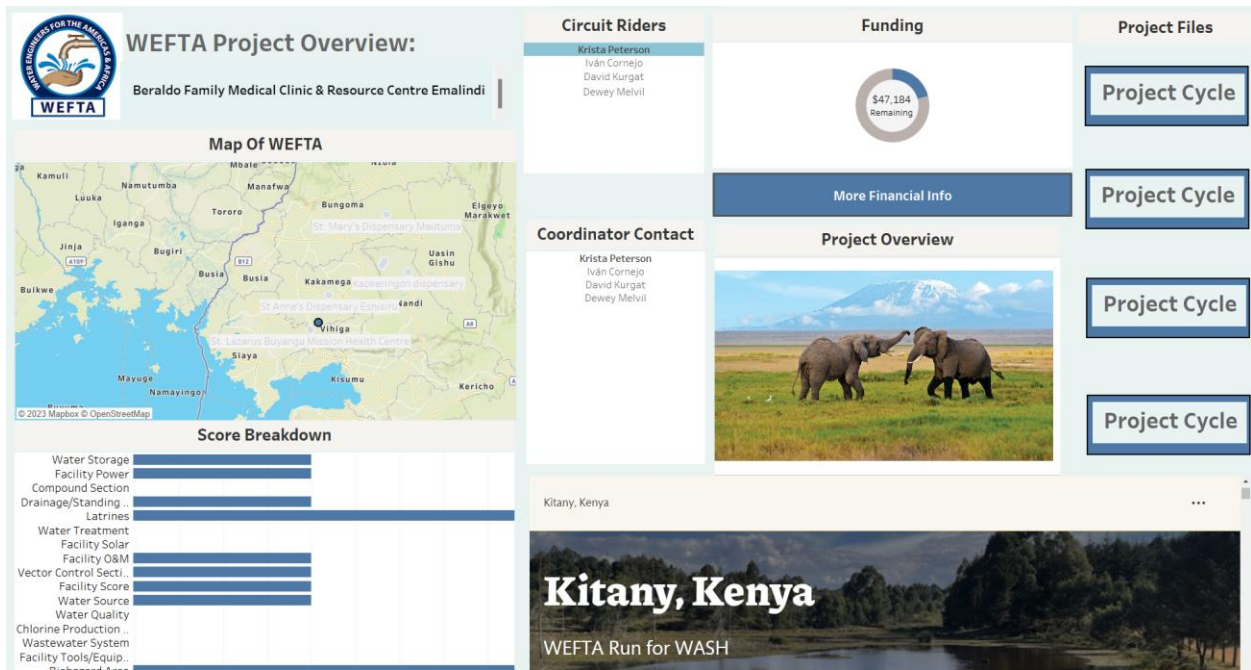 WATER ENGINEERS FOR THE AMERICAS & AFRICA
WEFTA
WEFTA Project Overview:
Beraldo Family Medical Clinic & Resource Centre Emalindi
Map Of WEFTA
Kamuli
Luuka
Namutumba
Mbale
Manafwa
Nzoia
Iganga
Tororo
Bungoma
Elgeyo
Marakwet
St. Mary's Dispensary Mautuma
Jinja
A109
Bugiri
B12
Busia
Busia
Uasin
Gishu
Buikwe
Kakamega
Kapkeringon dispensary
St Anne's Dispensary Eshisiru
Nandi
A8
Vihiga
St. Lazarus Buyangu Mission Health Centre
Siaya
Mayuge
Namayingo
Kisumu
Kericho
© 2023 Mapbox © OpenStreetMap
Score Breakdown
Water Storage
Facility Power
Compound Section
Drainage/Standing ..
Latrines
Water Treatment
Facility Solar
Facility O&M
Vector Control Secti..
Facility Score
Water Source
Water Quality
Chlorine Production ..
Wastewater System
Facility Tools/Equip..
Biohazard Area
Circuit Riders
Krista Peterson
Iván Cornejo
David Kurgat
Dewey Melvil
Coordinator Contact
Krista Peterson
Iván Cornejo
David Kurgat
Dewey Melvil
Funding
$47,184
Remaining
More Financial Info
Project Overview
Project Files
Project Cycle
Project Cycle
Project Cycle
Project Cycle
Kitany, Kenya
...
Kitany, Kenya
WEFTA Run for WASH